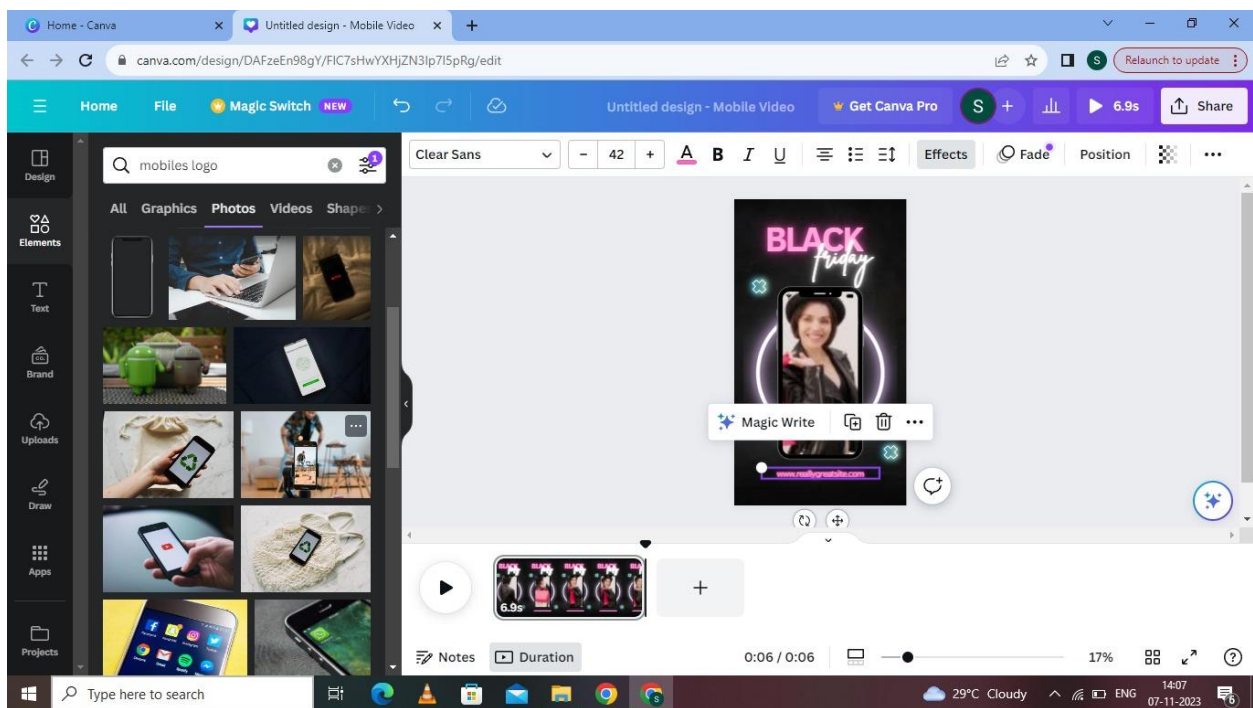 Home - Canva
Untitled design - Mobile Video
canva.com/design/DAFzeEn98gY/FIC7sHwYXHjZN3Ip7I5pRg/edit
S
Relaunch to update
Home File Magic Switch NEW
Untitled design - Mobile Video
Get Canva Pro
S
6.9s
Share
Design
Elements
Text
Brand
Uploads
Draw
Apps
Projects
mobiles logo
1
All Graphics Photos Videos Shape
Clear Sans
- 42 +
A B I U
Effects
Fade
Position
BLACK
friday
Magic Write
www.reallygreatsite.com
6.9s
Notes
Duration
0:06 / 0:06
17%
Type here to search
29°C Cloudy
ENG
14:07
07-11-2023
6